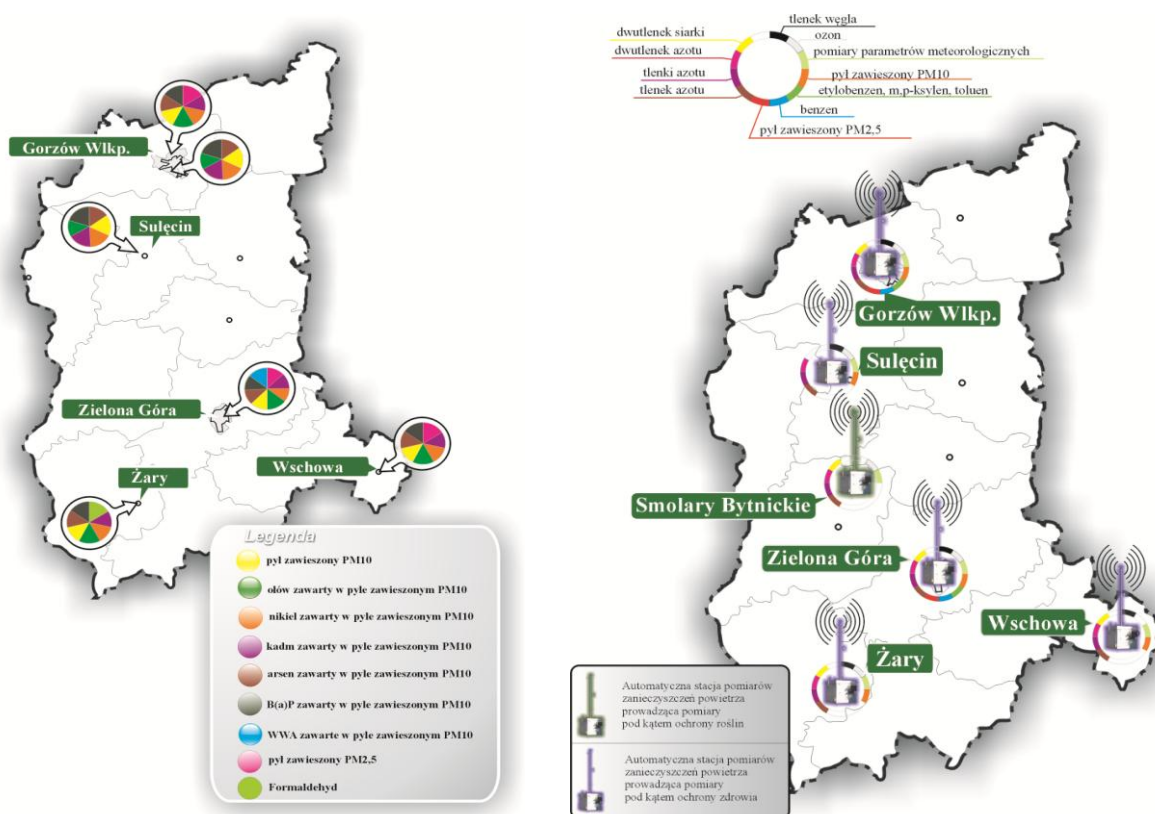 Gorzów Wlkp.
Sulęcin
Zielona Góra
Wschowa
Żary
Legenda
pył zawieszony PM10
ołów zawarty w pyle zawieszonym PM10
nikiel zawarty w pyle zawieszonym PM10
kadm zawarty w pyle zawieszonym PM10
arsen zawarty w pyle zawieszonym PM10
B(a)P zawarty w pyle zawieszonym PM10
WWA zawarte w pyle zawieszonym PM10
pył zawieszony PM2,5
Formaldehyd
tlenek węgla
dwutlenek siarki
ozon
dwutlenek azotu
pomiary parametrów meteorologicznych
tlenki azotu
pył zawieszony PM10
tlenek azotu
etylobenzen, m,p-ksylen, toluen
benzen
pył zawieszony PM2,5
Gorzów Wlkp.
Sulęcin
Smolary Bytnickie
Zielona Góra
Wschowa
Żary
Automatyczna stacja pomiarów
zanieczyszczeń powietrza
prowadząca pomiary
pod kątem ochrony roślin
Automatyczna stacja pomiarów
zanieczyszczeń powietrza
prowadząca pomiary
pod kątem ochrony zdrowia